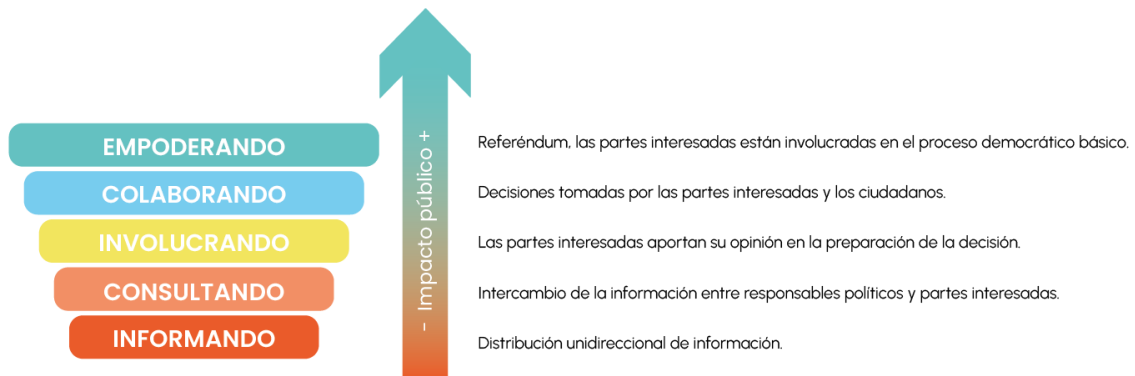 EMPODERANDO
Referéndum, las partes interesadas están involucradas en el proceso democrático básico.
COLABORANDO
Decisiones tomadas por las partes interesadas y los ciudadanos.
INVOLUCRANDO
Las partes interesadas aportan su opinión en la preparación de la decisión.
CONSULTANDO
Intercambio de la información entre responsables políticos y partes interesadas.
INFORMANDO
Distribución unidireccional de información.
- Impacto público +